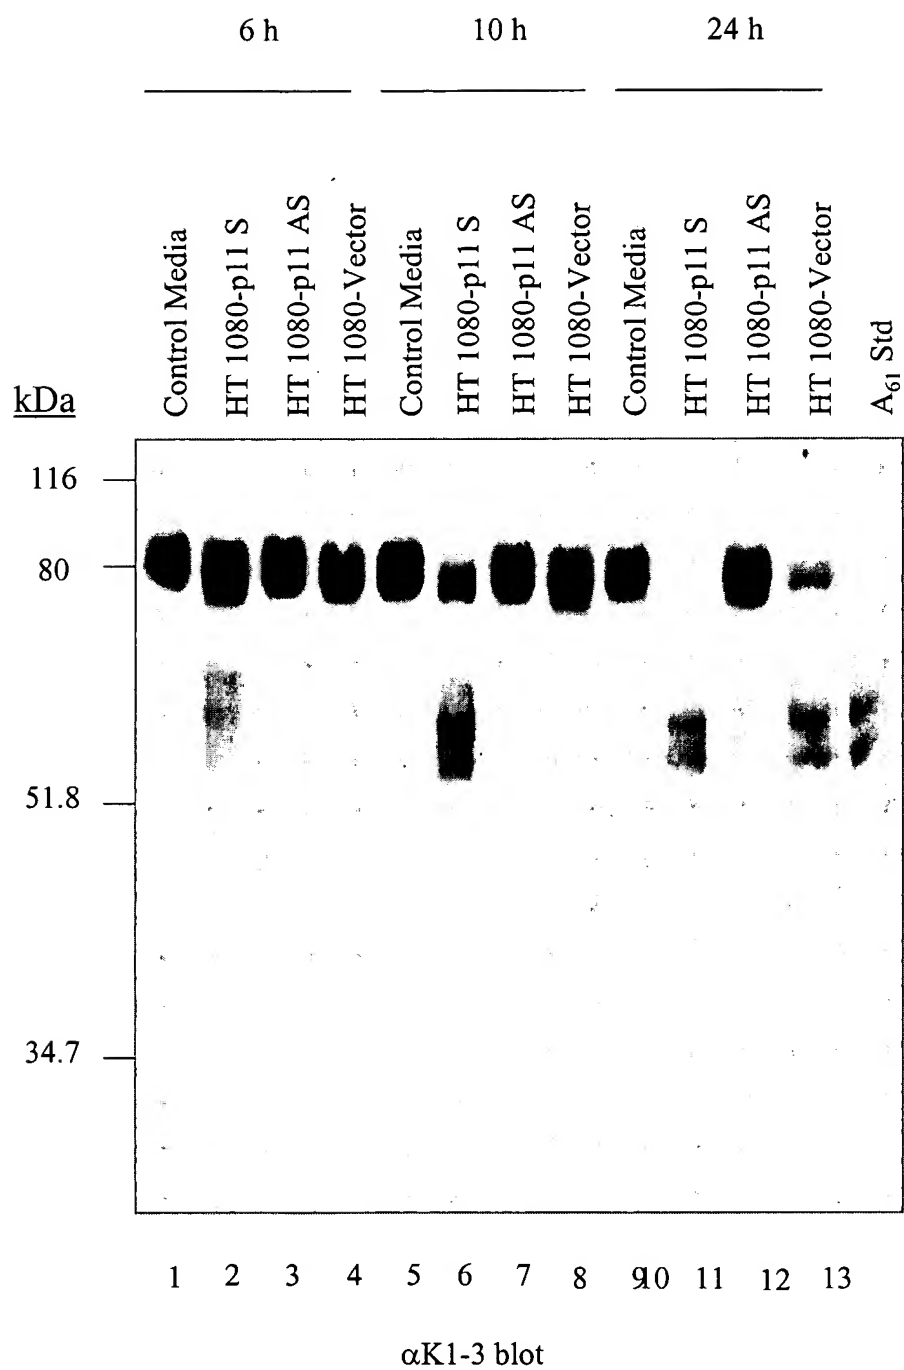 6 h 10 h 24 h
Control Media
HT 1080-p11 S
HT 1080-p11 AS
HT 1080-Vector
Control Media
HT 1080-p11 S
HT 1080-p11 AS
HT 1080-Vector
Control Media
HT 1080-p11 S
HT 1080-p11 AS
HT 1080-Vector
A61 Std
kDa
116
80
51.8
34.7
1 2 3 4 5 6 7 8 910 11 12 13
αK1-3 blot